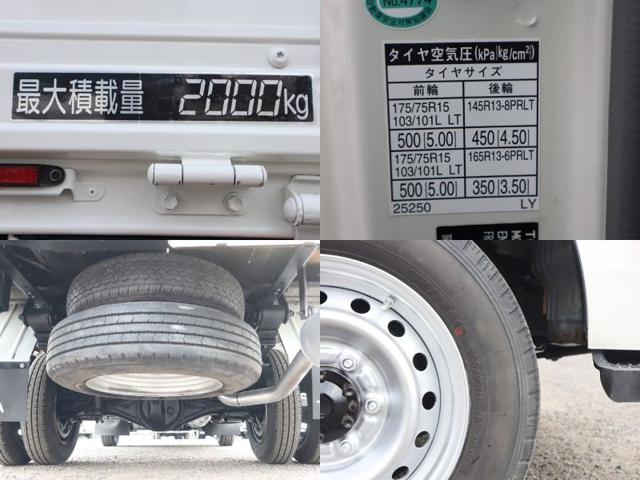 最大積載量 2000kg
No.4774
タイヤ空気圧(kPa{kg/cm²})
タイヤサイズ
前輪 後輪
175/75R15 103/101L LT 145R13-8PRLT
500{5.00} 450{4.50}
175/75R15 103/101L LT 165R13-6PRLT
500{5.00} 350{3.50}
25250 LY